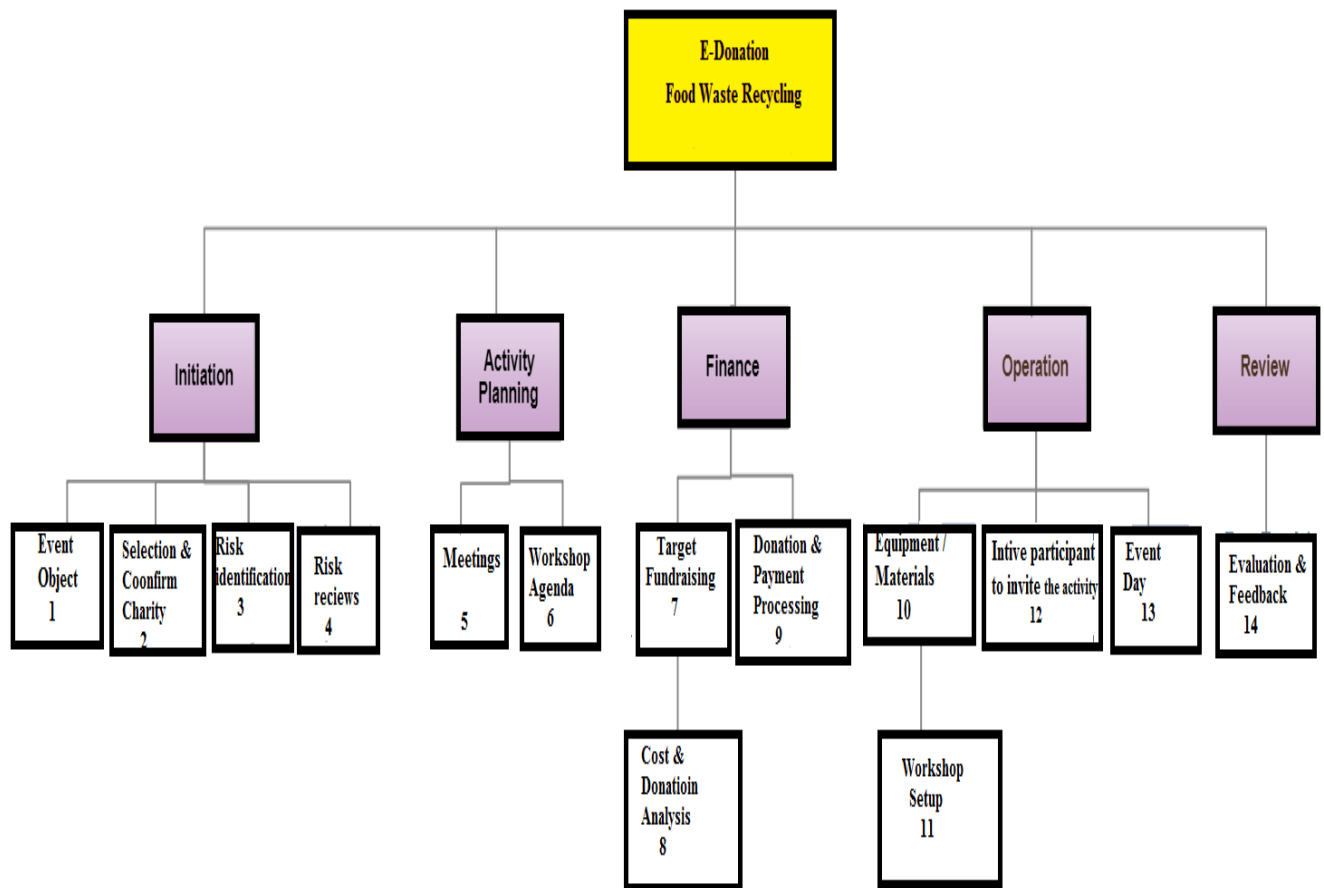 E-Donation
Food Waste Recycling
Initiation
Activity
Planning
Finance
Operation
Review
Event
Object
1
Selection &
Coonfirm
Charity
2
Risk
identification
3
Risk
reciews
4
Meetings
5
Workshop
Agenda
6
Target
Fundraising
7
Donation &
Payment
Processing
9
Equipment /
Materials
10
Intive participant
to invite the activity
12
Event
Day
13
Evaluation &
Feedback
14
Cost &
Donatioin
Analysis
8
Workshop
Setup
11